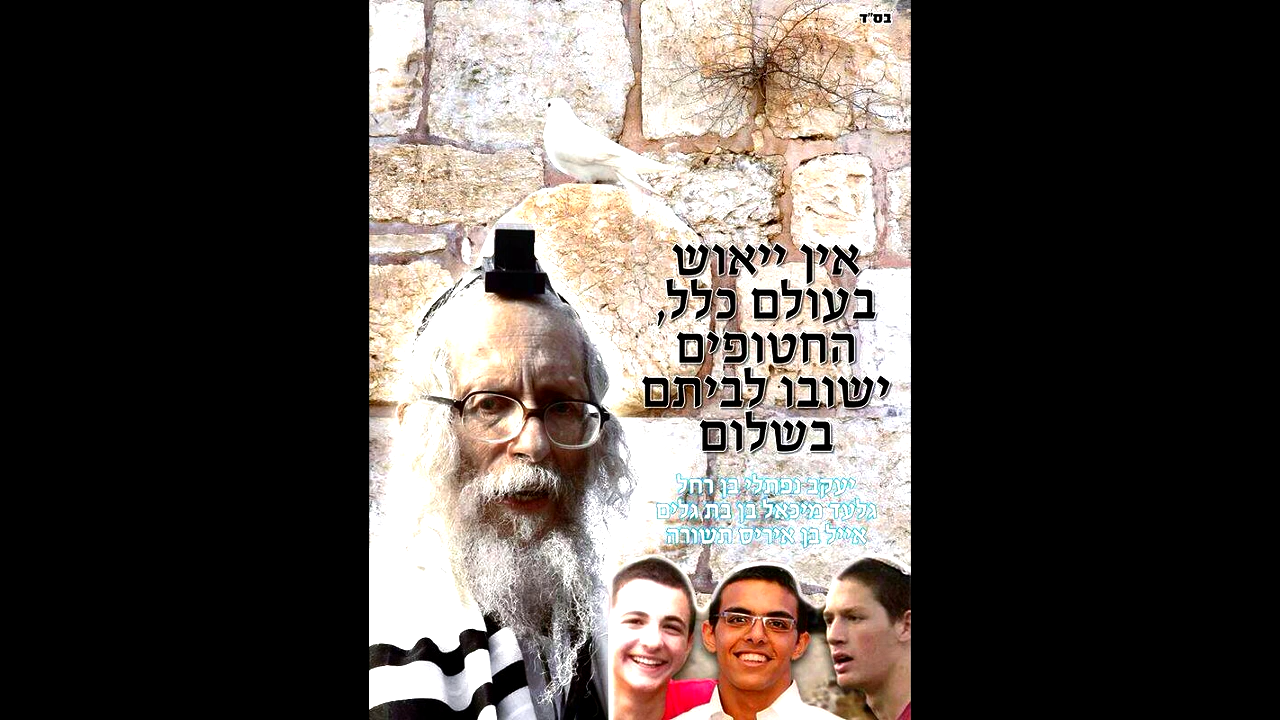 בס"ד
אין ייאוש
בעולם כלל,
החטופים
ישובו לביתם
בשלום
יעקב נפתלי בן רחל
גלעד מיכאל בן בת גלים
אייל בן איריס תשורה